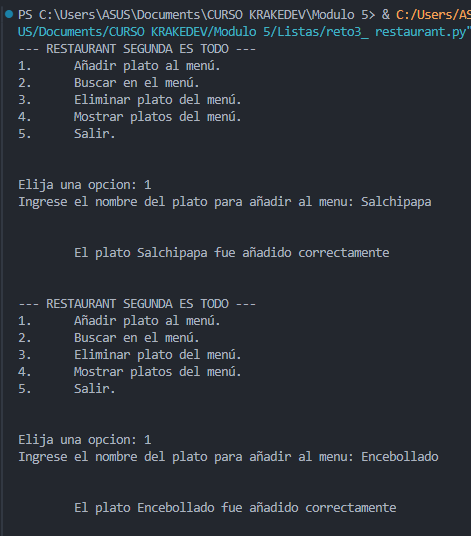 PS C:\Users\ASUS\Documents\CURSO KRAKEDEV\Modulo 5> & C:/Users/AS
US/Documents/CURSO KRAKEDEV/Modulo 5/Listas/reto3_ restaurant.py"
--- RESTAURANT SEGUNDA ES TODO ---
1.      Añadir plato al menú.
2.      Buscar en el menú.
3.      Eliminar plato del menú.
4.      Mostrar platos del menú.
5.      Salir.
Elija una opcion: 1
Ingrese el nombre del plato para añadir al menu: Salchipapa
El plato Salchipapa fue añadido correctamente
--- RESTAURANT SEGUNDA ES TODO ---
1.      Añadir plato al menú.
2.      Buscar en el menú.
3.      Eliminar plato del menú.
4.      Mostrar platos del menú.
5.      Salir.
Elija una opcion: 1
Ingrese el nombre del plato para añadir al menu: Encebollado
El plato Encebollado fue añadido correctamente